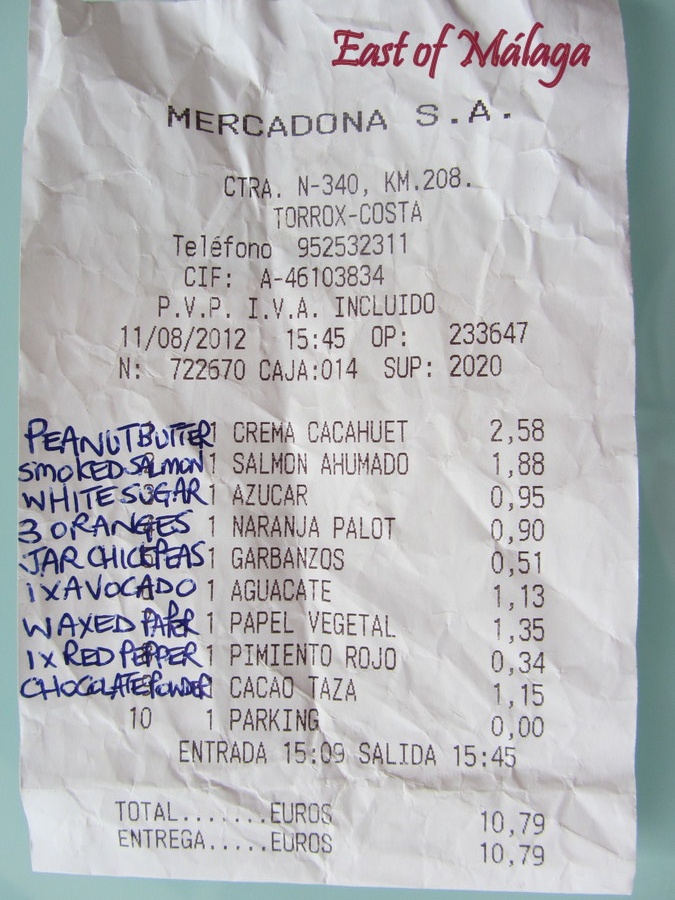 East of Málaga
MERCADONA S.A.
CTRA. N-340, KM.208.
TORROX-COSTA
Teléfono 952532311
CIF: A-46103834
P.V.P. I.V.A. INCLUIDO
11/08/2012 15:45 OP: 233647
N: 722670 CAJA:014 SUP: 2020
PEANUTBUTTER 1 CREMA CACAHUET 2,58
SMOKED SALMON 1 SALMON AHUMADO 1,88
WHITE SUGAR 1 AZUCAR 0,95
3 ORANGES 1 NARANJA PALOT 0,90
JAR CHICKPEAS 1 GARBANZOS 0,51
1 X AVOCADO 1 AGUACATE 1,13
WAXED PAPER 1 PAPEL VEGETAL 1,35
1 X RED PEPPER 1 PIMIENTO ROJO 0,34
CHOCOLATE POWDER 1 CACAO TAZA 1,15
10 1 PARKING 0,00
ENTRADA 15:09 SALIDA 15:45
TOTAL.......EUROS 10,79
ENTREGA.....EUROS 10,79